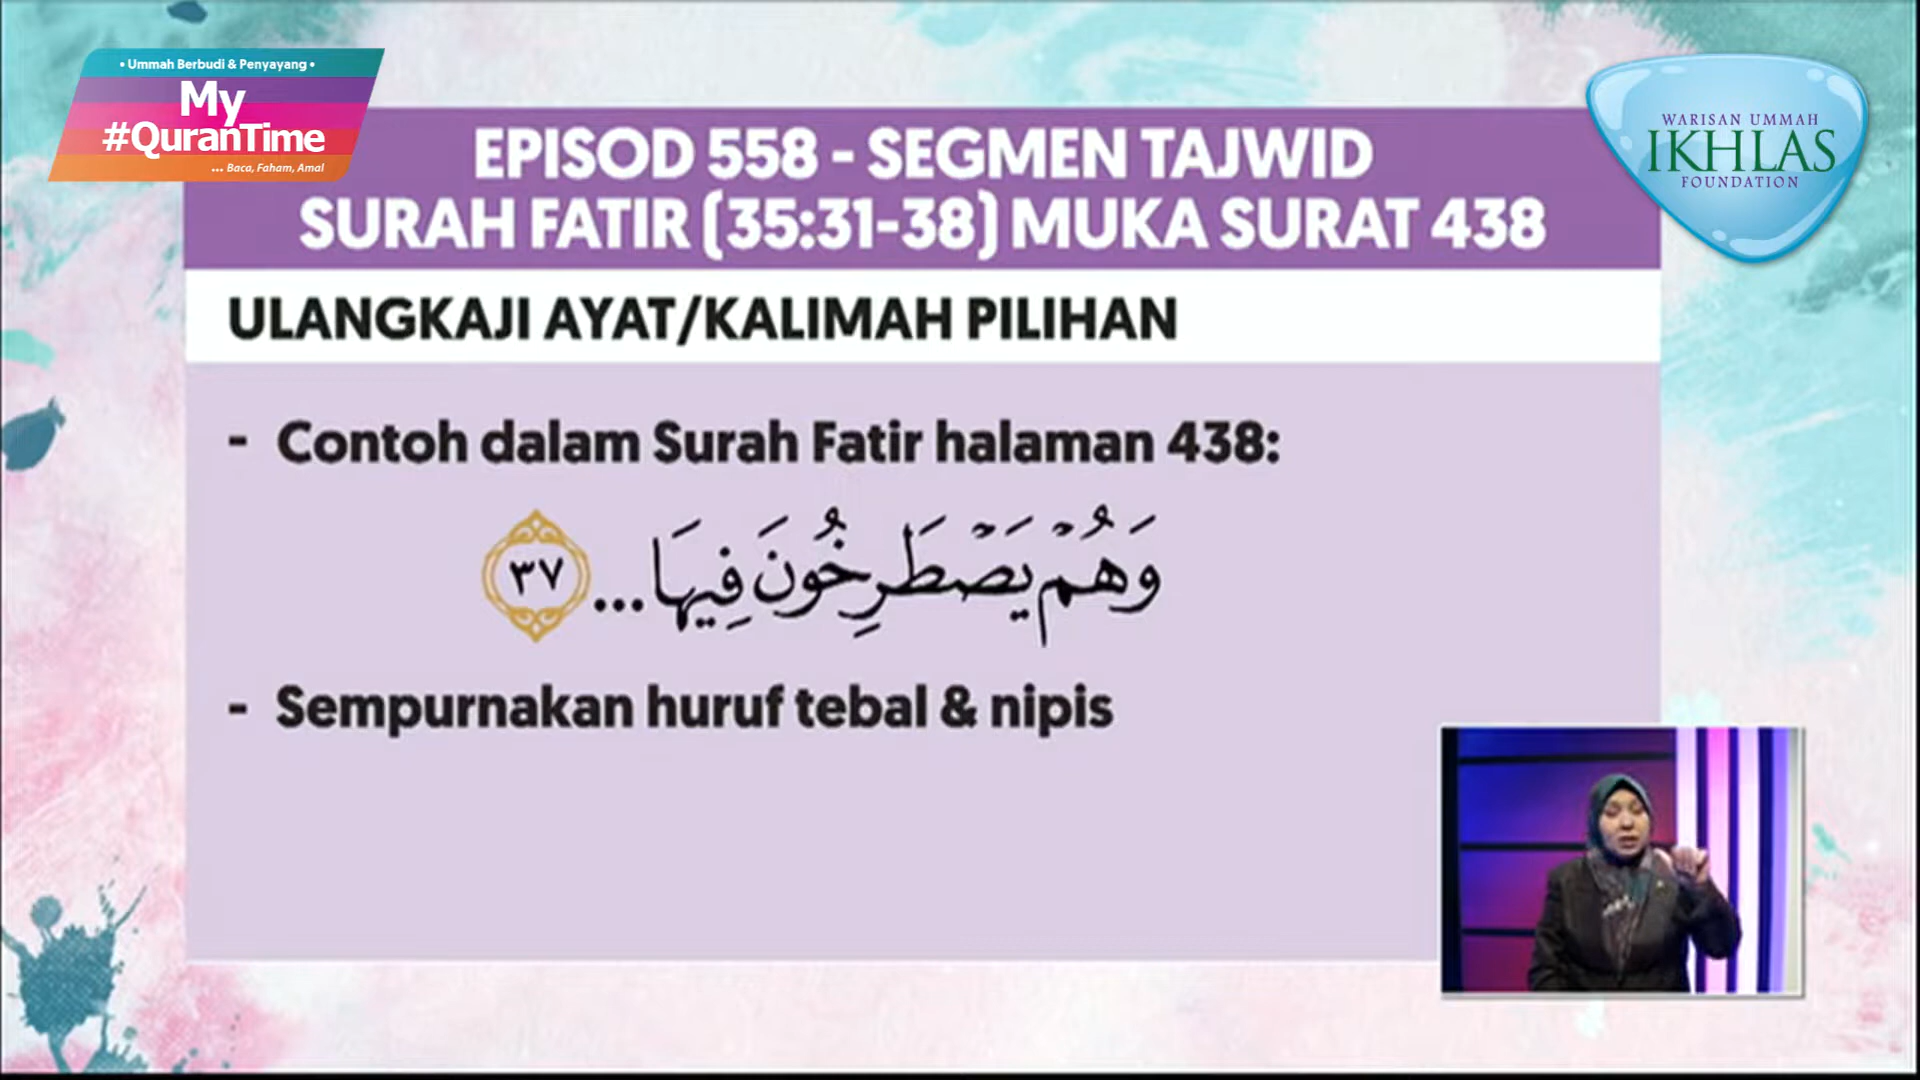 • Ummah Berbudi & Penyayang •
My
#QuranTime
... Baca, Faham, Amal
WARISAN UMMAH
IKHLAS
FOUNDATION
EPISOD 558 - SEGMEN TAJWID
SURAH FATIR (35:31-38) MUKA SURAT 438
ULANGKAJI AYAT/KALIMAH PILIHAN
- Contoh dalam Surah Fatir halaman 438:
وَهُمْ يَصْطَرِخُونَ فِيهَا... ٣٧
- Sempurnakan huruf tebal & nipis